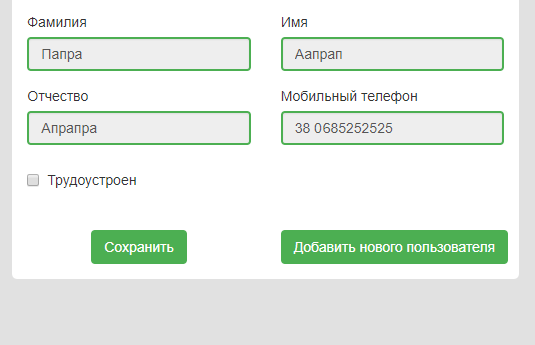 Фамилия Имя
Папра Аапрап
Отчество Мобильный телефон
Апрапра 38 0685252525
Трудоустроен
Сохранить Добавить нового пользователя